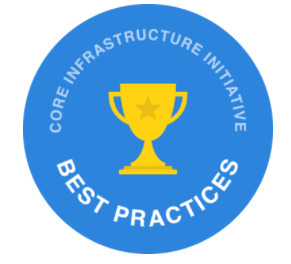 CORE INFRASTRUCTURE INITIATIVE
BEST PRACTICES